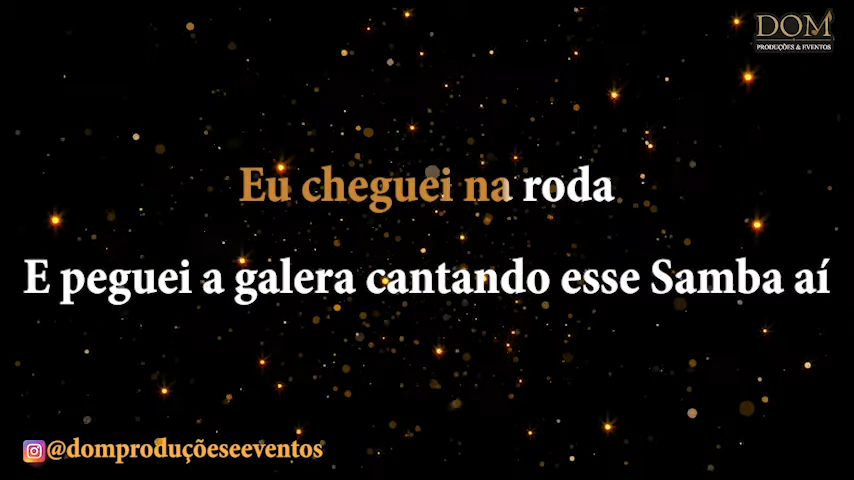 DOM
PRODUÇÕES & EVENTOS
Eu cheguei na roda
E peguei a galera cantando esse Samba aí
@domproduçõeseeventos